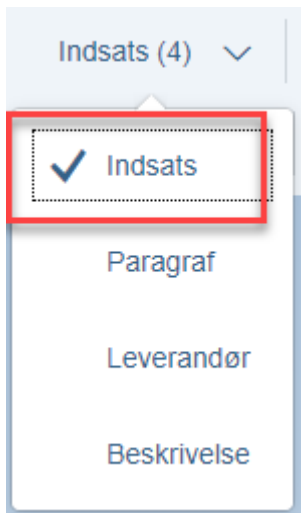 Indsats (4)
Indsats
Paragraf
Leverandør
Beskrivelse